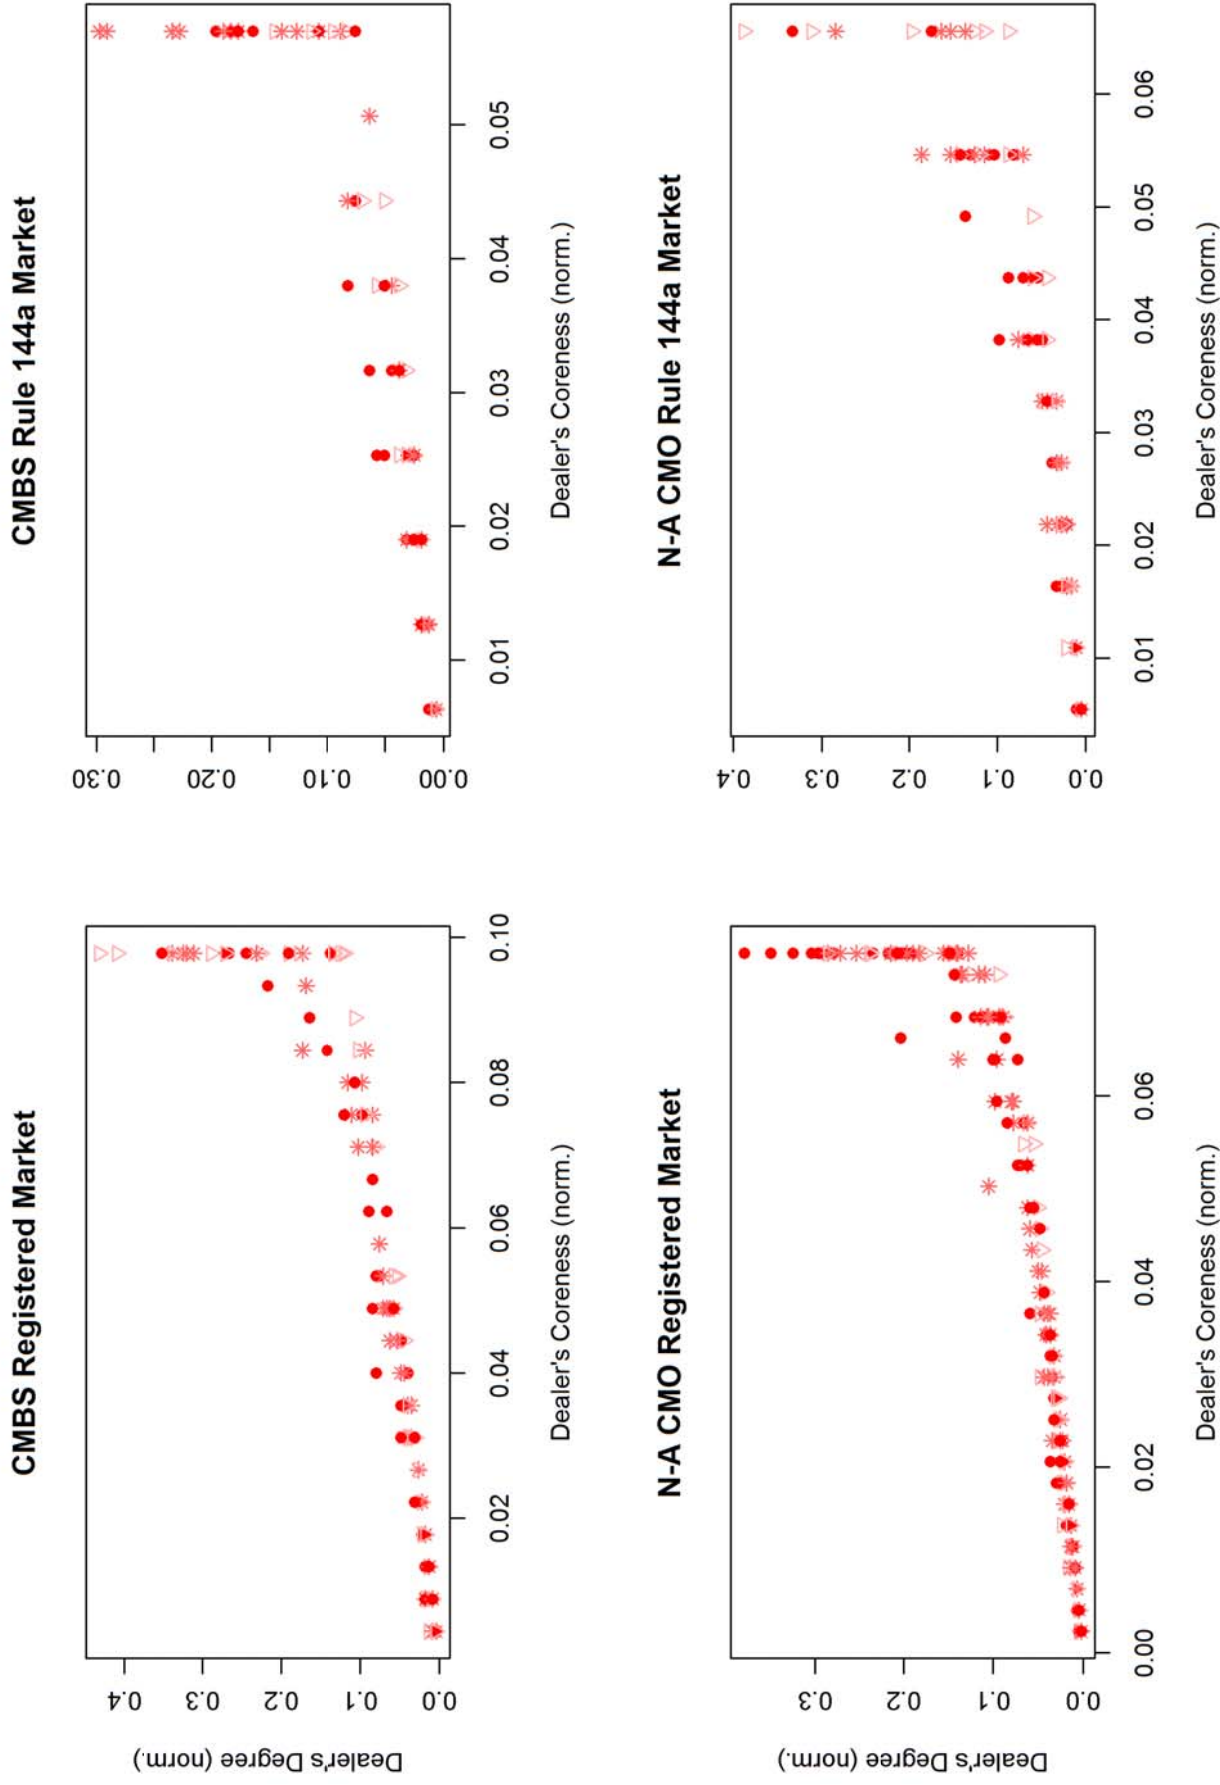 CMBS Registered Market
Dealer's Degree (norm.)
0.0 0.1 0.2 0.3 0.4
0.02 0.04 0.06 0.08 0.10
Dealer's Coreness (norm.)
CMBS Rule 144a Market
0.00 0.10 0.20 0.30
0.01 0.02 0.03 0.04 0.05
Dealer's Coreness (norm.)
N-A CMO Registered Market
Dealer's Degree (norm.)
0.0 0.1 0.2 0.3
0.00 0.02 0.04 0.06
Dealer's Coreness (norm.)
N-A CMO Rule 144a Market
0.0 0.1 0.2 0.3 0.4
0.01 0.02 0.03 0.04 0.05 0.06
Dealer's Coreness (norm.)